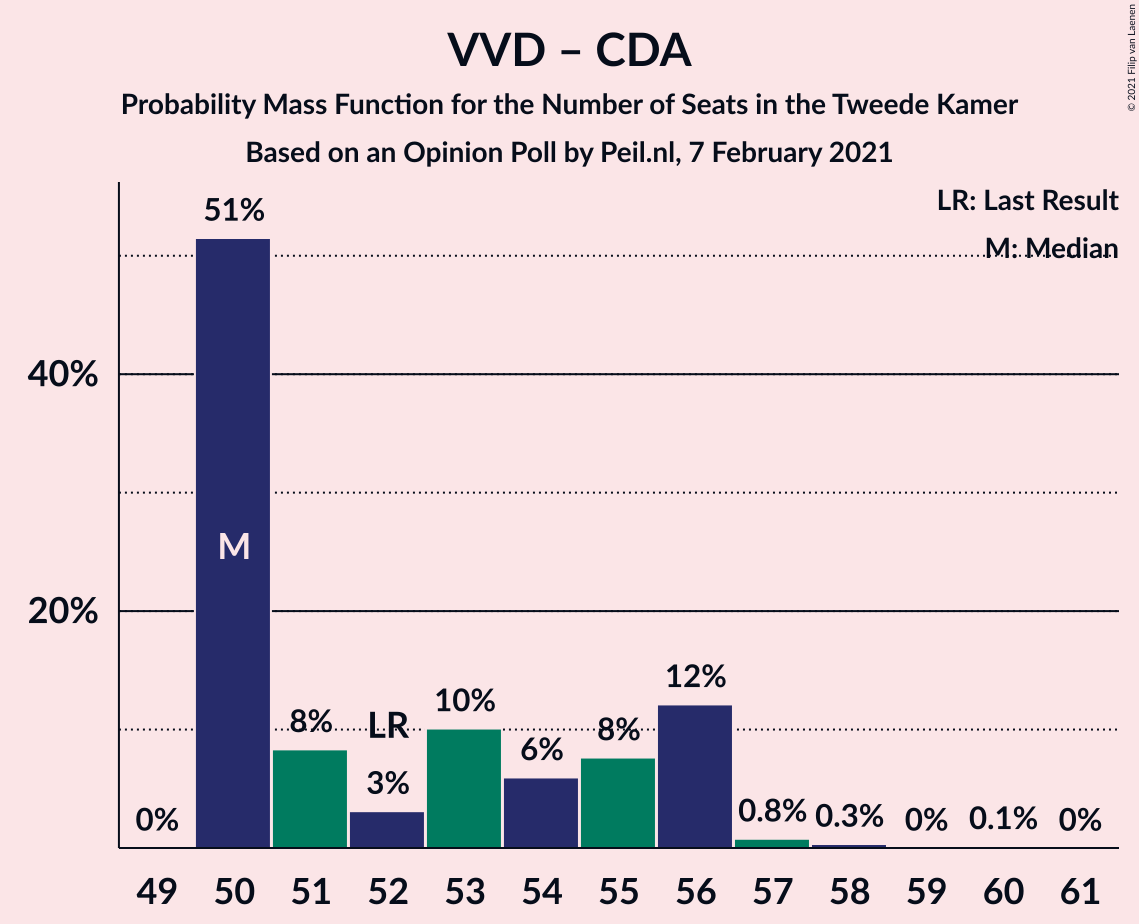 VVD – CDA
Probability Mass Function for the Number of Seats in the Tweede Kamer
Based on an Opinion Poll by Peil.nl, 7 February 2021
© 2021 Filip van Laenen
LR: Last Result
M: Median
40%
20%
0%
51%
M
8%
LR
3%
10%
6%
8%
12%
0.8%
0.3%
0%
0.1%
0%
49 50 51 52 53 54 55 56 57 58 59 60 61